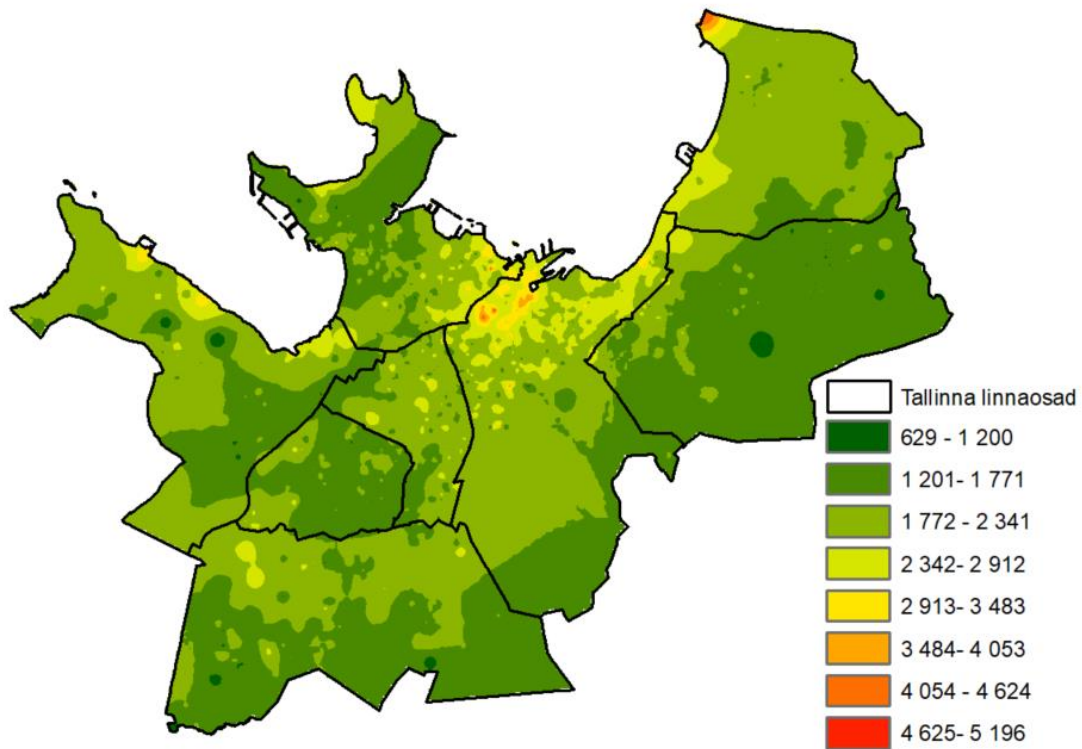 Tallinna linnaosad
629 - 1 200
1 201- 1 771
1 772 - 2 341
2 342- 2 912
2 913- 3 483
3 484- 4 053
4 054 - 4 624
4 625- 5 196